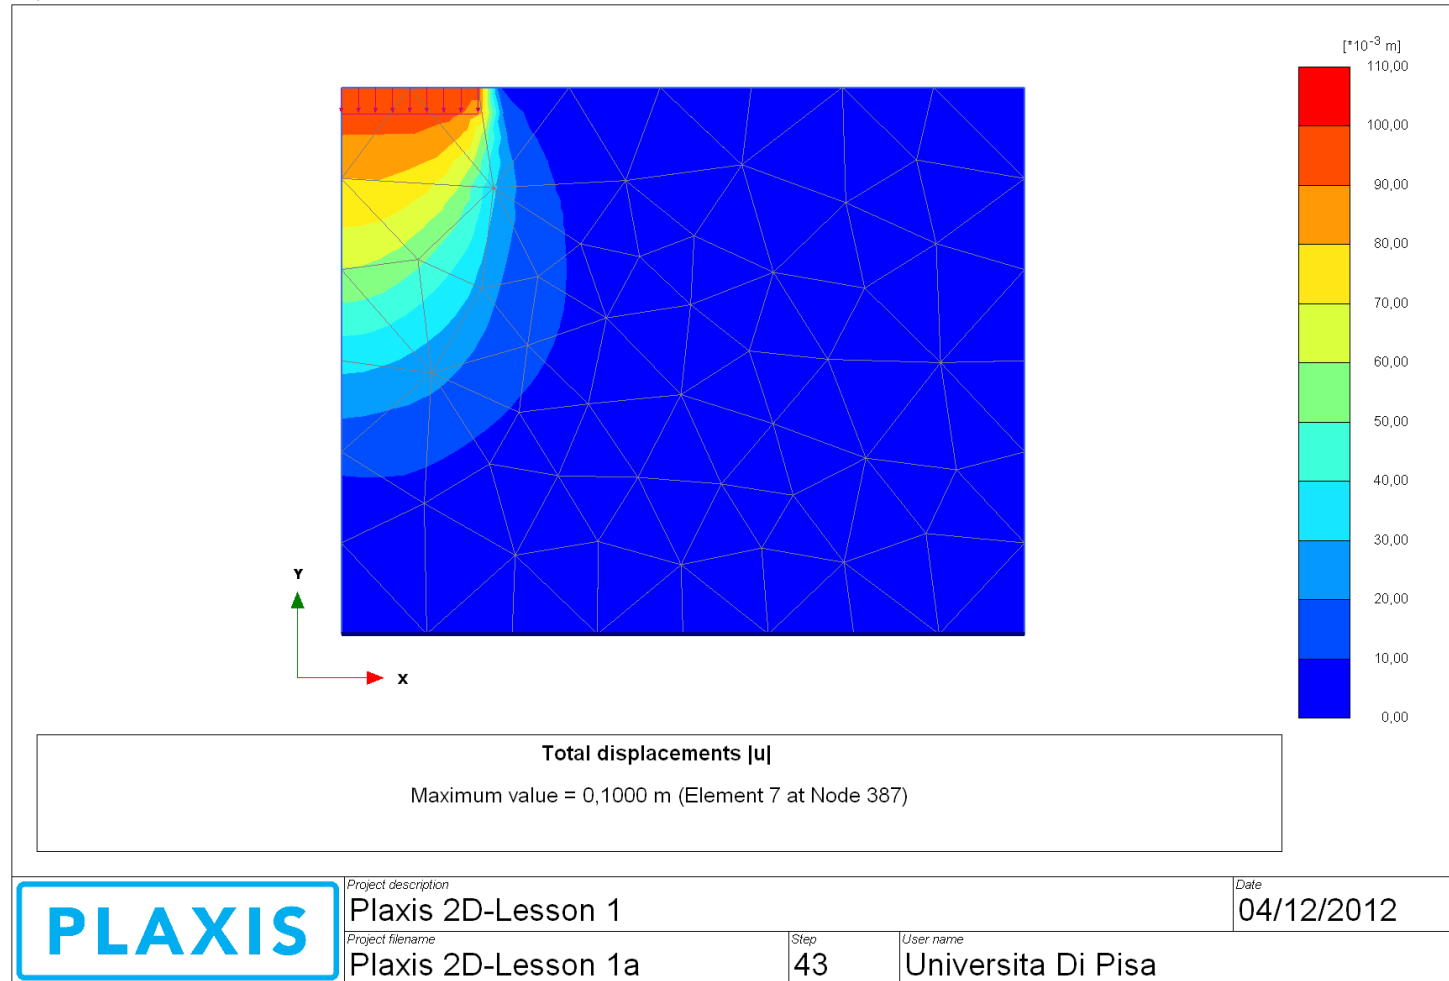 [*10-3 m]
110,00
100,00
90,00
80,00
70,00
60,00
50,00
40,00
30,00
20,00
10,00
0,00
Y
X
Total displacements |u|
Maximum value = 0,1000 m (Element 7 at Node 387)
PLAXIS
Project description
Plaxis 2D-Lesson 1
Date
04/12/2012
Project filename
Plaxis 2D-Lesson 1a
Step
43
User name
Universita Di Pisa